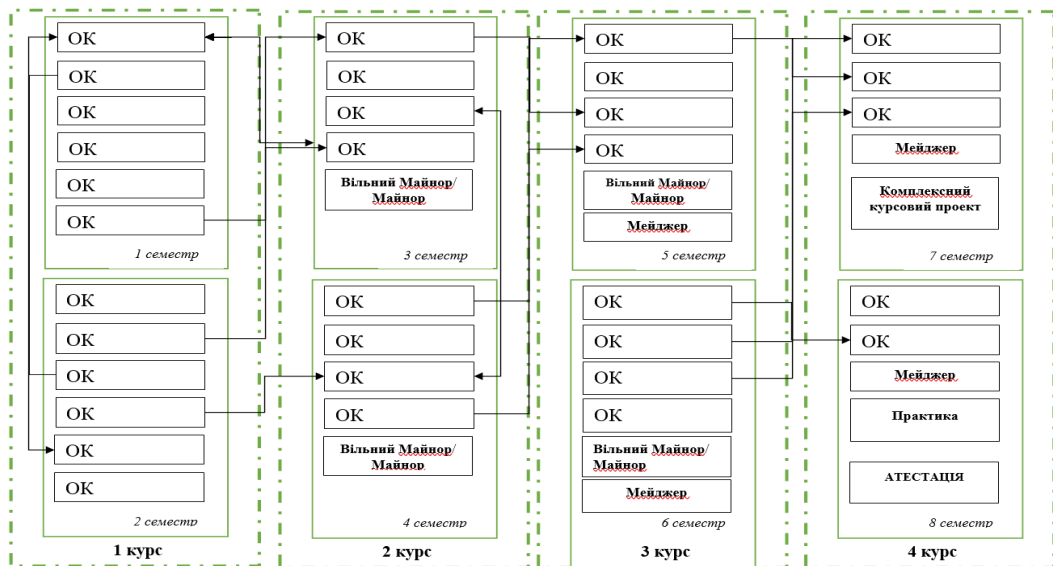 ОК
ОК
ОК
ОК
ОК
ОК
1 семестр
ОК
ОК
ОК
ОК
ОК
ОК
2 семестр
1 курс
ОК
ОК
ОК
ОК
Вільний Майнор/
Майнор
3 семестр
ОК
ОК
ОК
ОК
Вільний Майнор/
Майнор
4 семестр
2 курс
ОК
ОК
ОК
ОК
Вільний Майнор/
Майнор
Мейджер
5 семестр
ОК
ОК
ОК
ОК
Вільний Майнор/
Майнор
Мейджер
6 семестр
3 курс
ОК
ОК
ОК
Мейджер
Комплексний
курсовий проект
7 семестр
ОК
ОК
Мейджер
Практика
АТЕСТАЦІЯ
8 семестр
4 курс